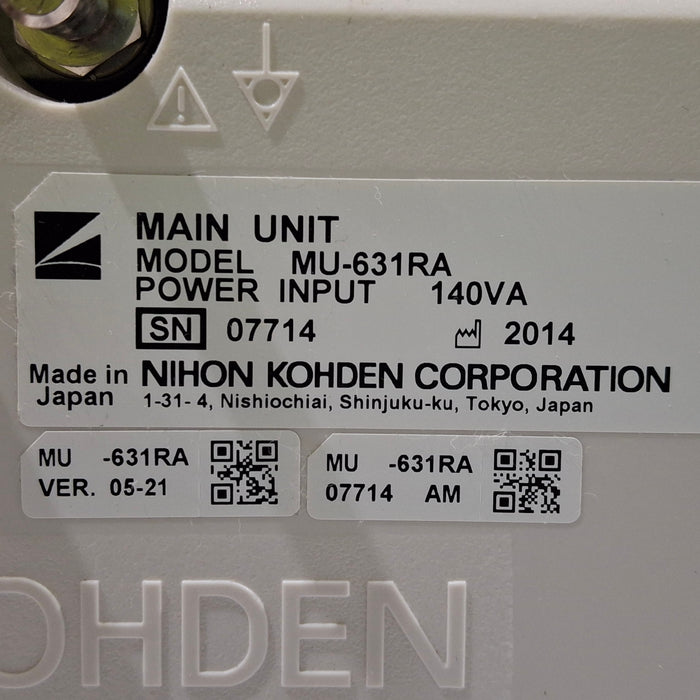 MAIN UNIT
MODEL MU-631RA
POWER INPUT 140VA
SN 07714 2014
Made in Japan NIHON KOHDEN CORPORATION
1-31-4, Nishiochiai, Shinjuku-ku, Tokyo, Japan
MU -631RA
VER. 05-21
MU -631RA
07714 AM
OHDEN